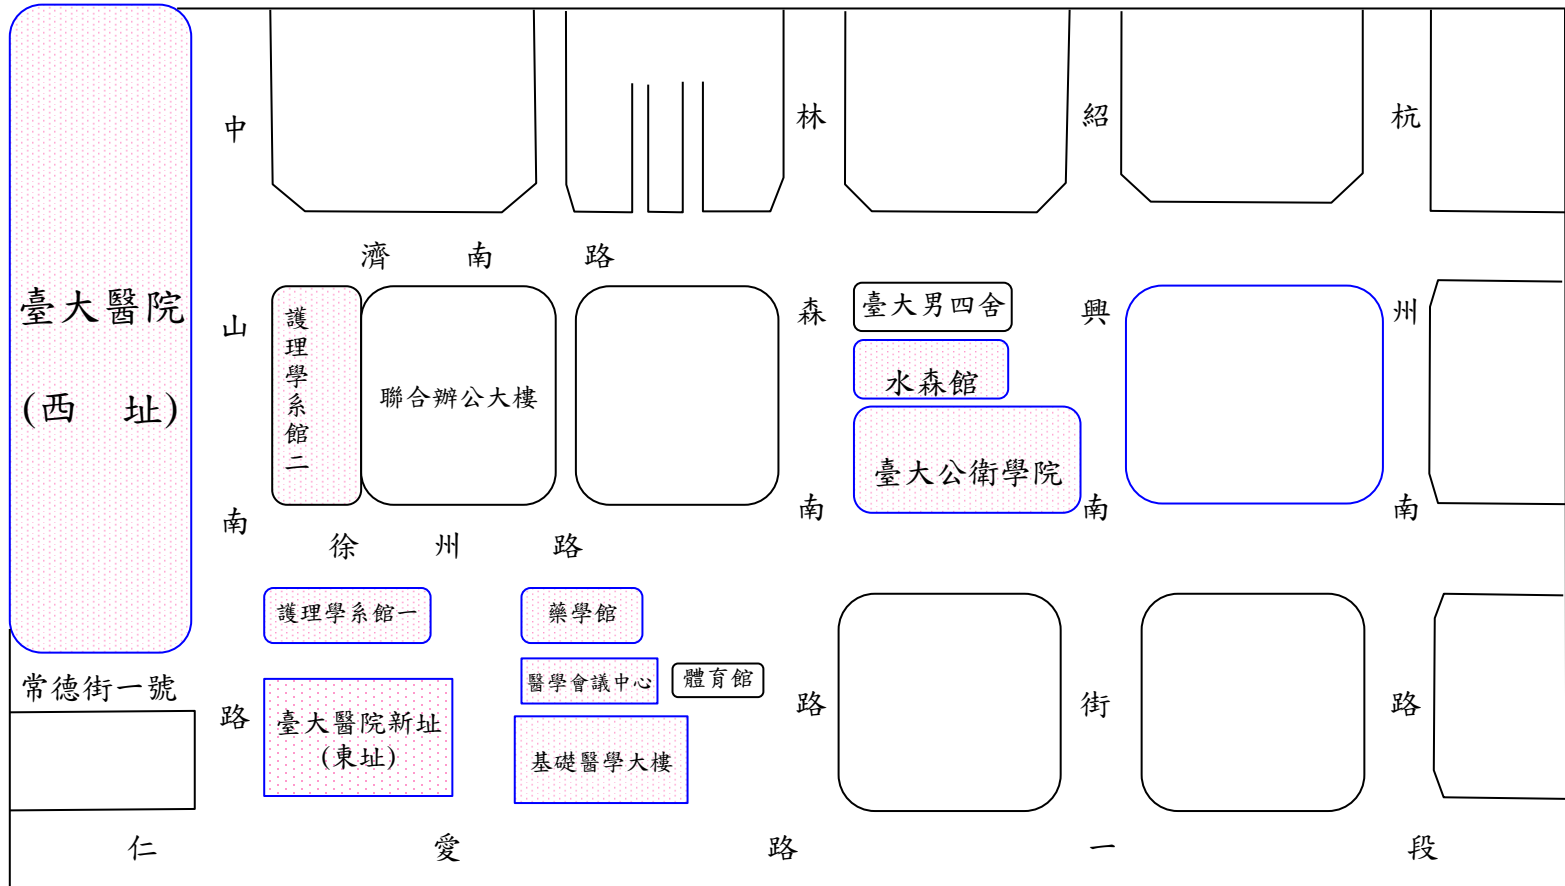 臺大醫院
(西 址)
常德街一號
中山南路
濟南路
護理學系館二
聯合辦公大樓
徐州路
護理學系館一
臺大醫院新址
(東址)
藥學館
醫學會議中心
體育館
基礎醫學大樓
林森南路
臺大男四舍
水森館
臺大公衛學院
紹興南街
杭州南路
仁愛路一段